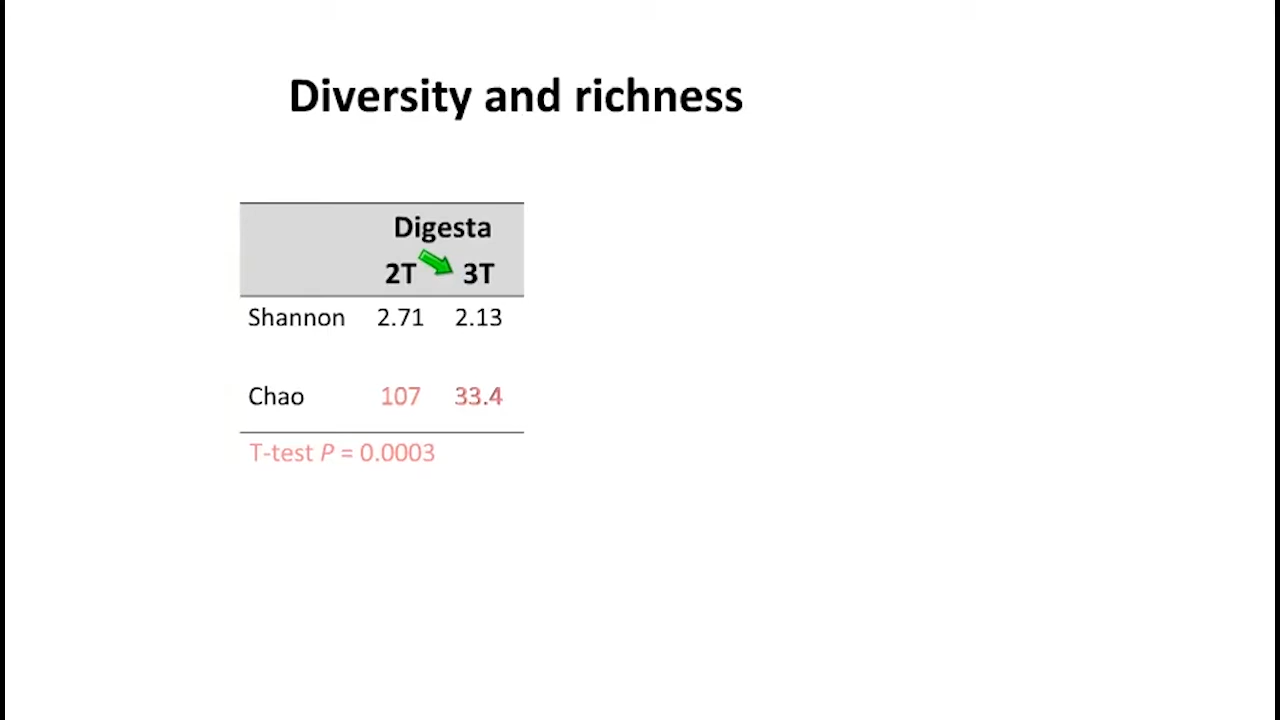 Diversity and richness
Digesta
2T 3T
Shannon 2.71 2.13
Chao 107 33.4
T-test P = 0.0003